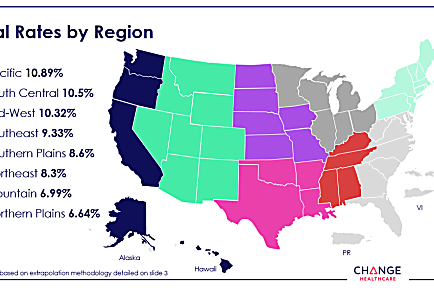 al Rates by Region
cific 10.89%
uth Central 10.5%
d-West 10.32%
utheast 9.33%
uthern Plains 8.6%
rtheast 8.3%
ountain 6.99%
rthern Plains 6.64%
Alaska
Hawaii
PR
VI
based on extrapolation methodology detailed on slide 3
CHANGE
HEALTHCARE